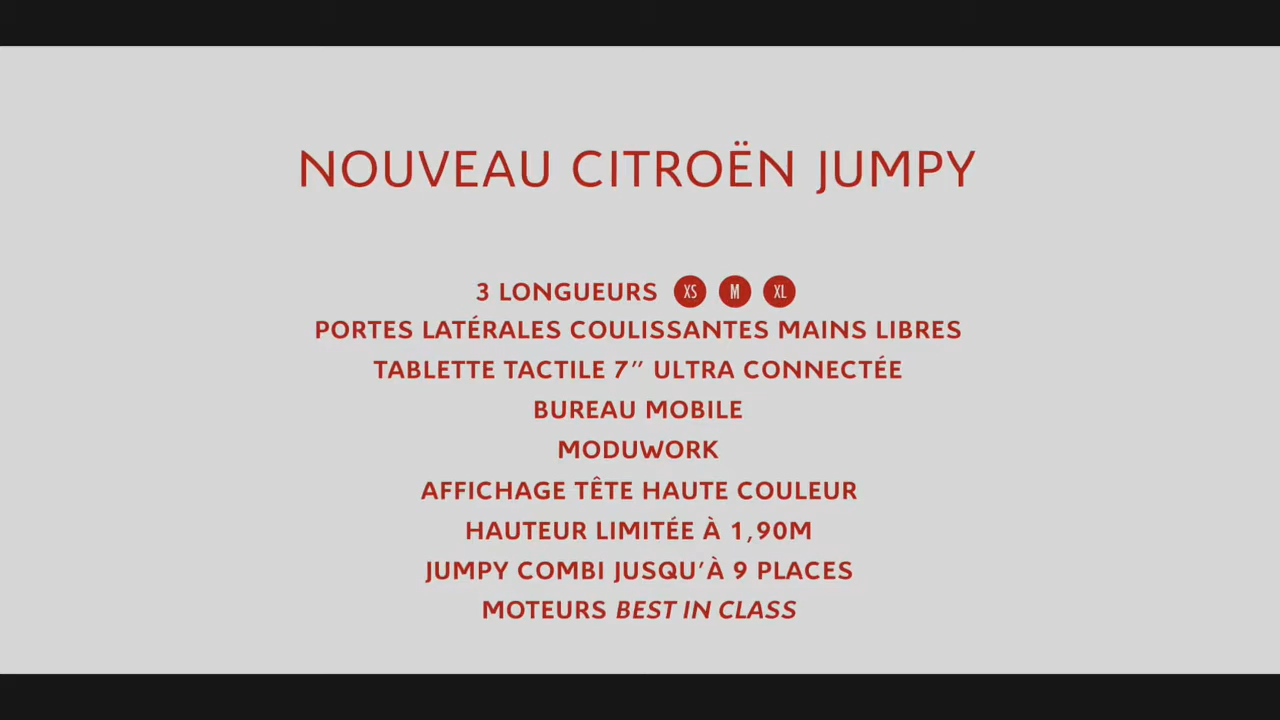 NOUVEAU CITROËN JUMPY
3 LONGUEURS XS M XL
PORTES LATÉRALES COULISSANTES MAINS LIBRES
TABLETTE TACTILE 7" ULTRA CONNECTÉE
BUREAU MOBILE
MODUWORK
AFFICHAGE TÊTE HAUTE COULEUR
HAUTEUR LIMITÉE À 1,90M
JUMPY COMBI JUSQU'À 9 PLACES
MOTEURS BEST IN CLASS